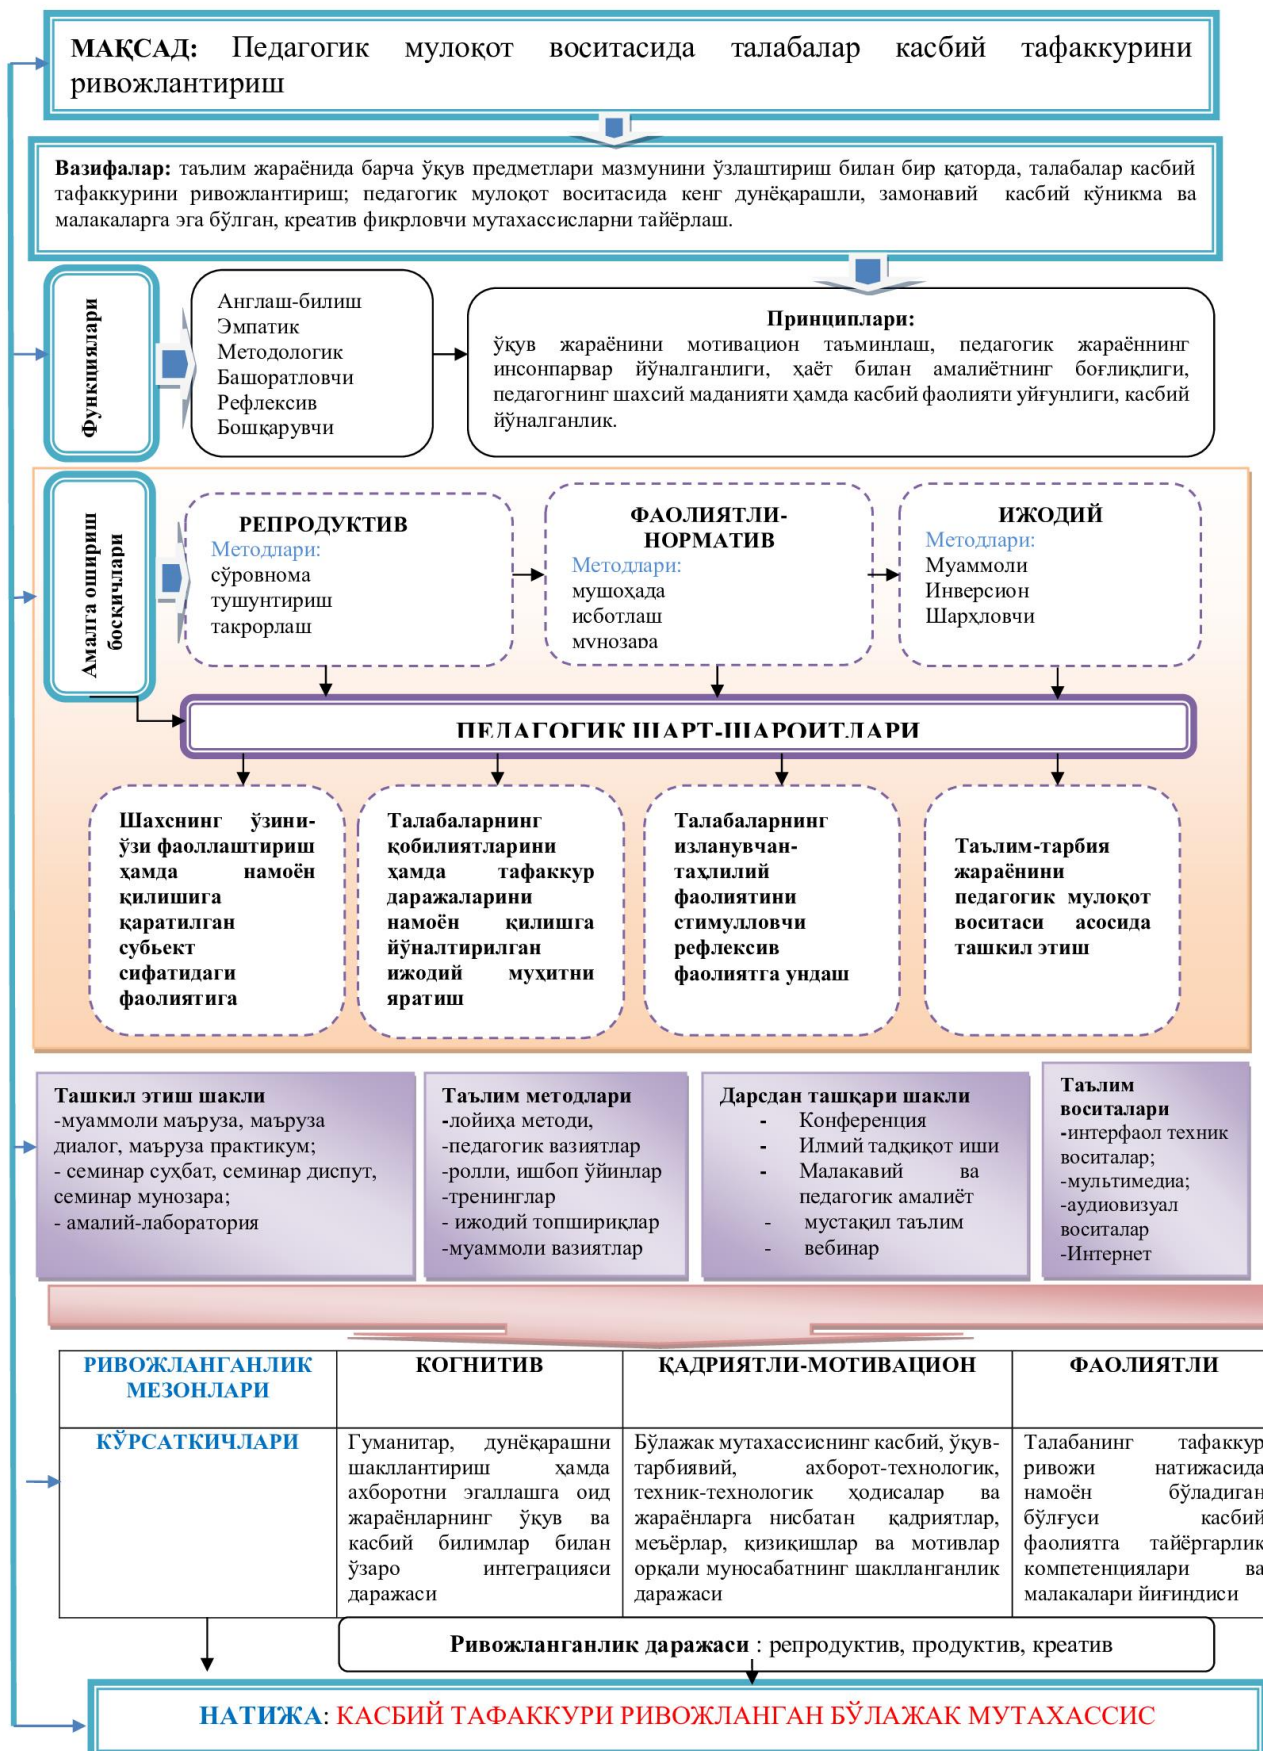 МАҚСАД: Педагогик мулоқот воситасида талабалар касбий тафаккурини
ривожлантириш
Вазифалар: таълим жараёнида барча ўқув предметлари мазмунини ўзлаштириш билан бир қаторда, талабалар касбий
тафаккурини ривожлантириш; педагогик мулоқот воситасида кенг дунёқарашли, замонавий касбий кўникма ва
малакаларга эга бўлган, креатив фикрловчи мутахассисларни тайёрлаш.
Функциялари
Англаш-билиш
Эмпатик
Методологик
Башоратловчи
Рефлексив
Бошқарувчи
Принциплари:
ўқув жараёнини мотивацион таъминлаш, педагогик жараённинг
инсонпарвар йўналганлиги, ҳаёт билан амалиётнинг боғлиқлиги,
педагогнинг шахсий маданияти ҳамда касбий фаолияти уйғунлиги, касбий
йўналганлик.
Амалга ошириш
босқичлари
РЕПРОДУКТИВ
Методлари:
сўровнома
тушунтириш
такрорлаш
ФАОЛИЯТЛИ-
НОРМАТИВ
Методлари:
мушоҳада
исботлаш
мунозара
ИЖОДИЙ
Методлари:
Муаммоли
Инверсион
Шарҳловчи
ПЕДАГОГИК ШАРТ-ШАРОИТЛАРИ
Шахснинг ўзини-
ўзи фаоллаштириш
ҳамда намоён
қилишига
қаратилган
субьект
сифатидаги
фаолиятига
Талабаларнинг
қобилиятларини
ҳамда тафаккур
даражаларини
намоён қилишга
йўналтирилган
ижодий муҳитни
яратиш
Талабаларнинг
изланувчан-
таҳлилий
фаолиятини
стимулловчи
рефлексив
фаолиятга ундаш
Таълим-тарбия
жараёнини
педагогик мулоқот
воситаси асосида
ташкил этиш
Ташкил этиш шакли
-муаммоли маъруза, маъруза
диалог, маъруза практикум;
- семинар суҳбат, семинар диспут,
семинар мунозара;
- амалий-лаборатория
Таълим методлари
-лойиҳа методи,
-педагогик вазиятлар
-ролли, ишбоп ўйинлар
-тренинглар
- ижодий топшириқлар
-муаммоли вазиятлар
Дарсдан ташқари шакли
- Конференция
- Илмий тадқиқот иши
- Малакавий ва
педагогик амалиёт
- мустақил таълим
- вебинар
Таълим
воситалари
-интерфаол техник
воситалар;
-мультимедиа;
-аудиовизуал
воситалар
-Интернет
РИВОЖЛАНГАНЛИК
МЕЗОНЛАРИ
КОГНИТИВ
ҚАДРИЯТЛИ-МОТИВАЦИОН
ФАОЛИЯТЛИ
КЎРСАТКИЧЛАРИ
Гуманитар, дунёқарашни
шакллантириш ҳамда
ахборотни эгаллашга оид
жараёнларнинг ўқув ва
касбий билимлар билан
ўзаро интеграцияси
даражаси
Бўлажак мутахассиснинг касбий, ўқув-
тарбиявий, ахборот-технологик,
техник-технологик ҳодисалар ва
жараёнларга нисбатан қадриятлар,
меъёрлар, қизиқишлар ва мотивлар
орқали муносабатнинг шаклланганлик
даражаси
Талабанинг тафаккур
ривожи натижасида
намоён бўладиган
бўлғуси касбий
фаолиятга тайёргарлик
компетенциялари ва
малакалари йиғиндиси
Ривожланганлик даражаси : репродуктив, продуктив, креатив
НАТИЖА: КАСБИЙ ТАФАККУРИ РИВОЖЛАНГАН БЎЛАЖАК МУТАХАССИС